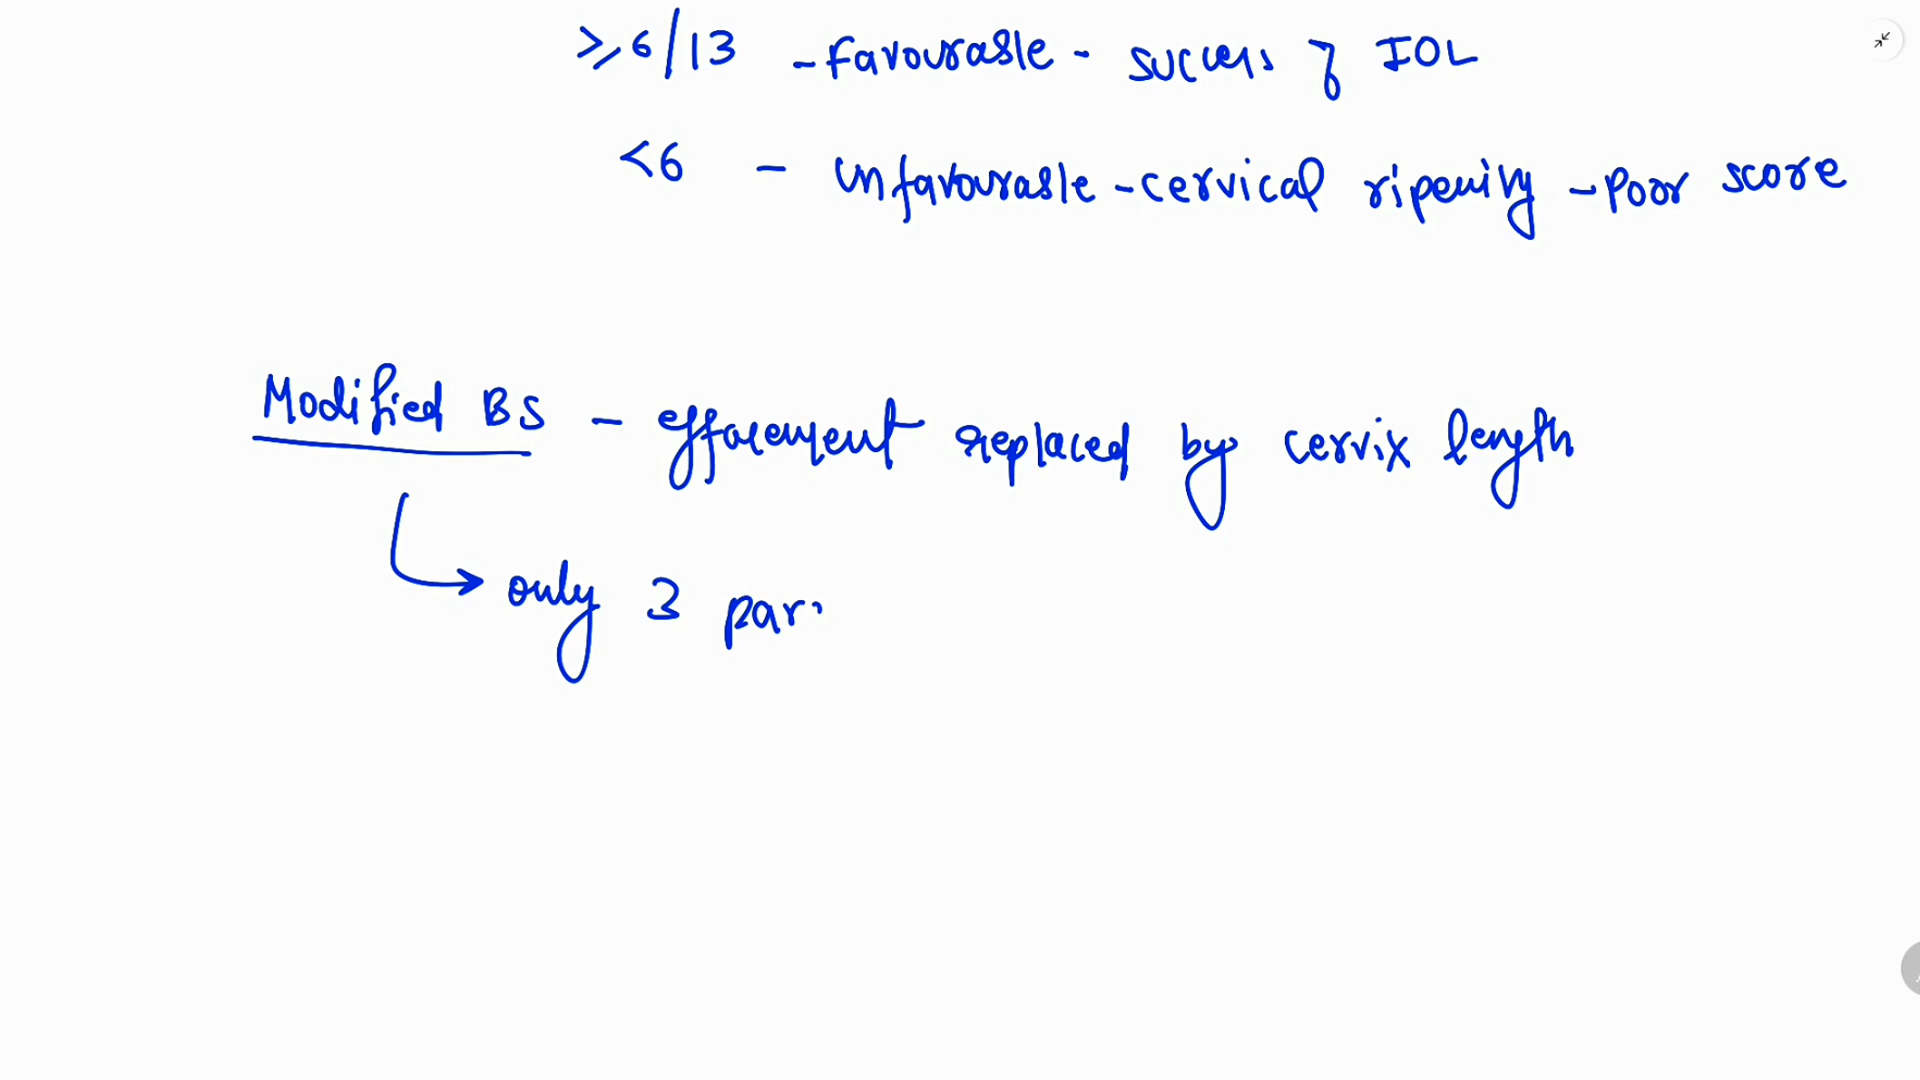 ≥6/13 - favourable - success of IOL
<6 - unfavourable - cervical ripening - poor score
Modified BS - effacement replaced by cervix length
only 3 par